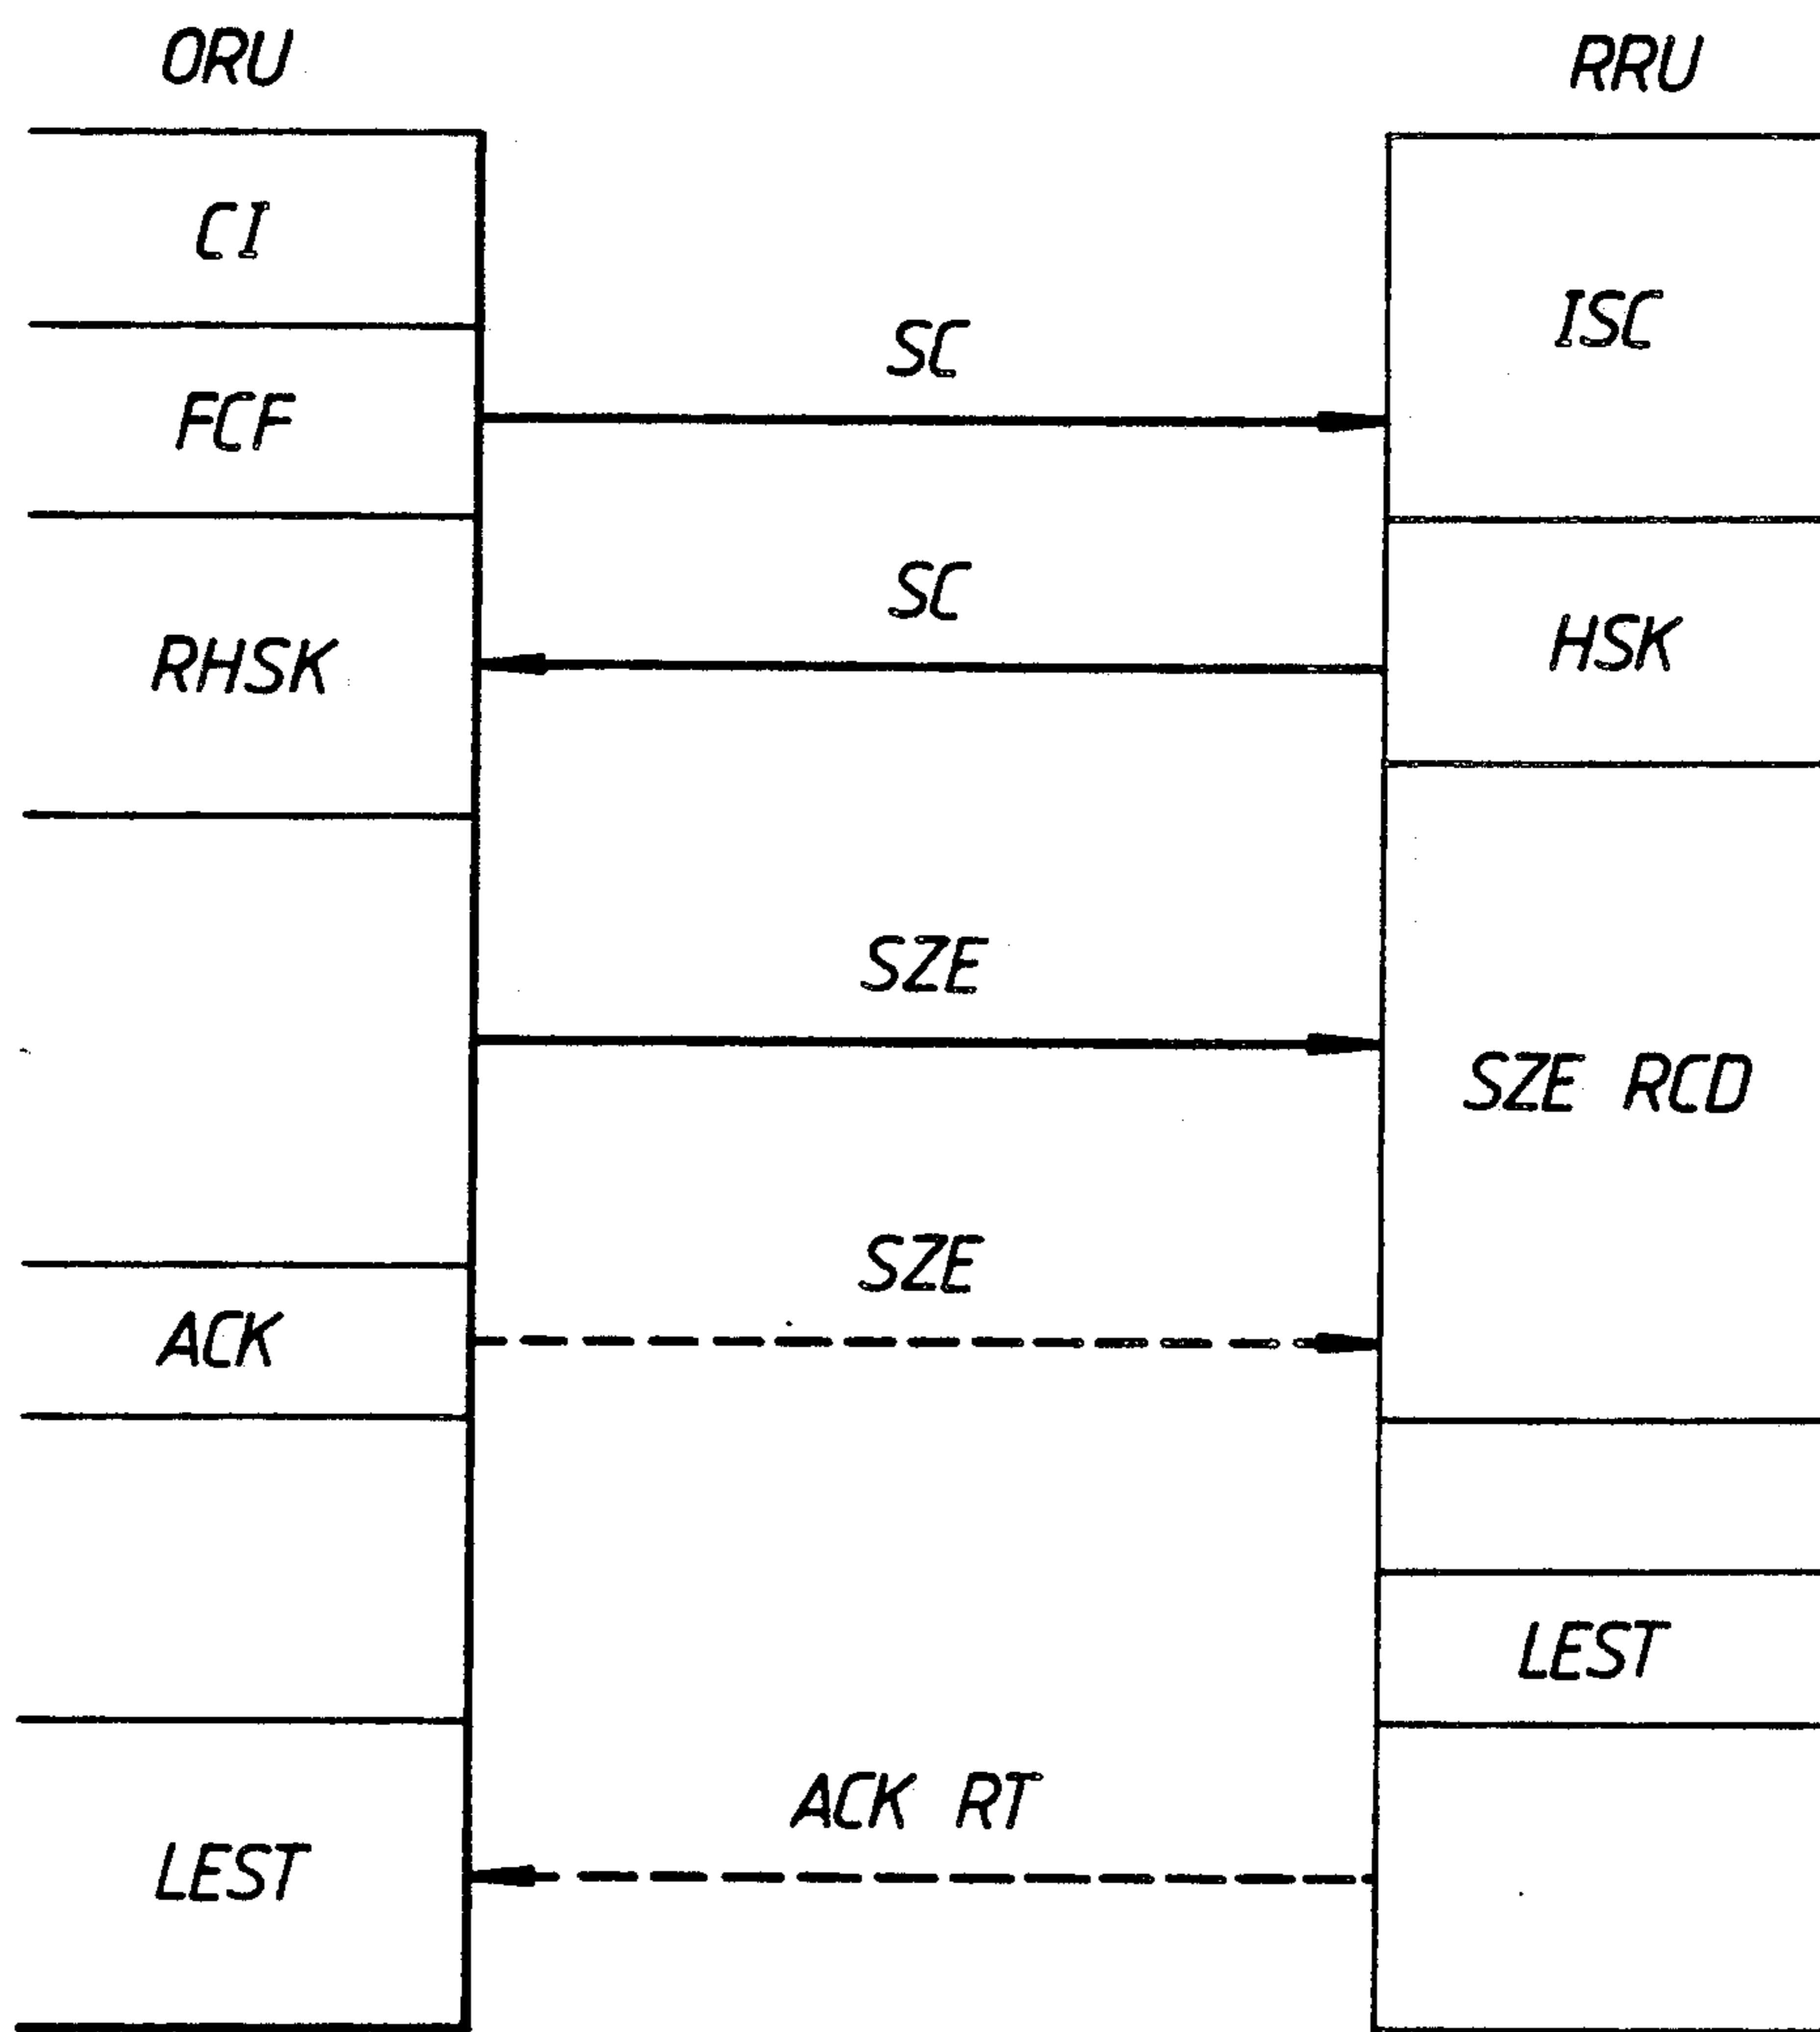 ORU
RRU
CI
ISC
SC
FCF
SC
HSK
RHSK
SZE
SZE RCD
SZE
ACK
LEST
ACK RT
LEST